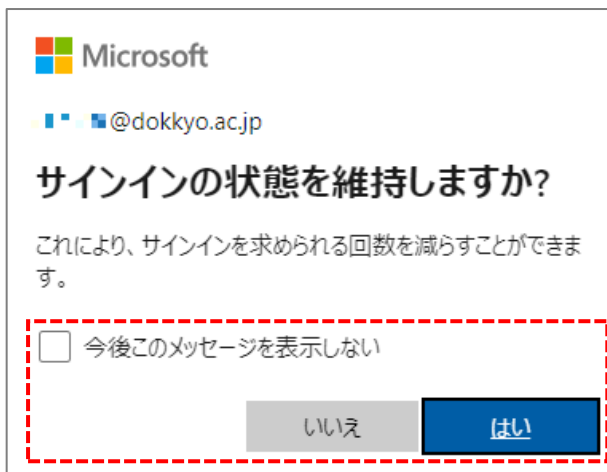 Microsoft
@dokkyo.ac.jp
サインインの状態を維持しますか?
これにより、サインインを求められる回数を減らすことができま
す。
今後このメッセージを表示しない
いいえ はい